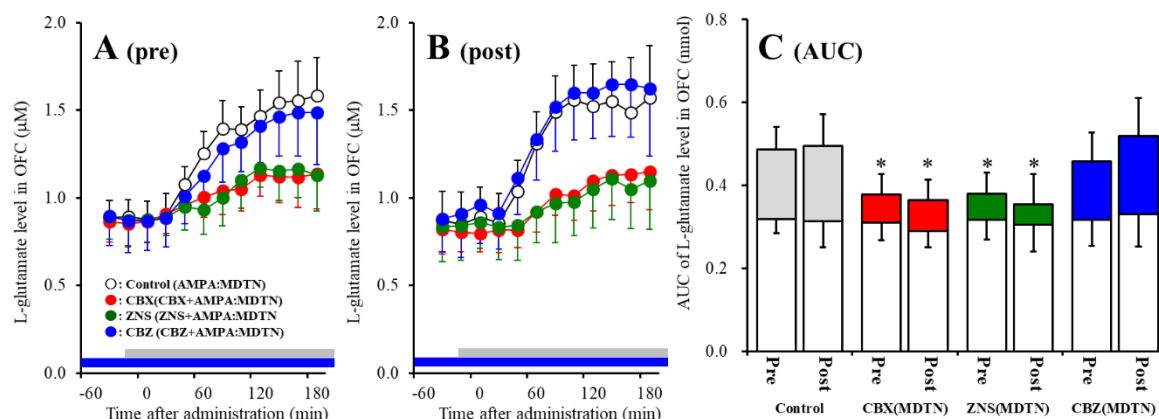 A (pre)
L-glutamate level in OFC (μM)
2.0
1.5
1.0
0.5
0.0
: Control (AMPA:MDTN)
: CBX(CBX+AMPA:MDTN)
: ZNS (ZNS+AMPA:MDTN
: CBZ (CBZ+AMPA:MDTN)
-60 0 60 120 180
Time after administration (min)
B (post)
L-glutamate level in OFC (μM)
2.0
1.5
1.0
0.5
0.0
-60 0 60 120 180
Time after administration (min)
C (AUC)
AUC of L-glutamate level in OFC (nmol)
0.8
0.6
0.4
0.2
0.0
* * * *
Pre Post Pre Post Pre Post Pre Post
Control CBX(MDTN) ZNS(MDTN) CBZ(MDTN)